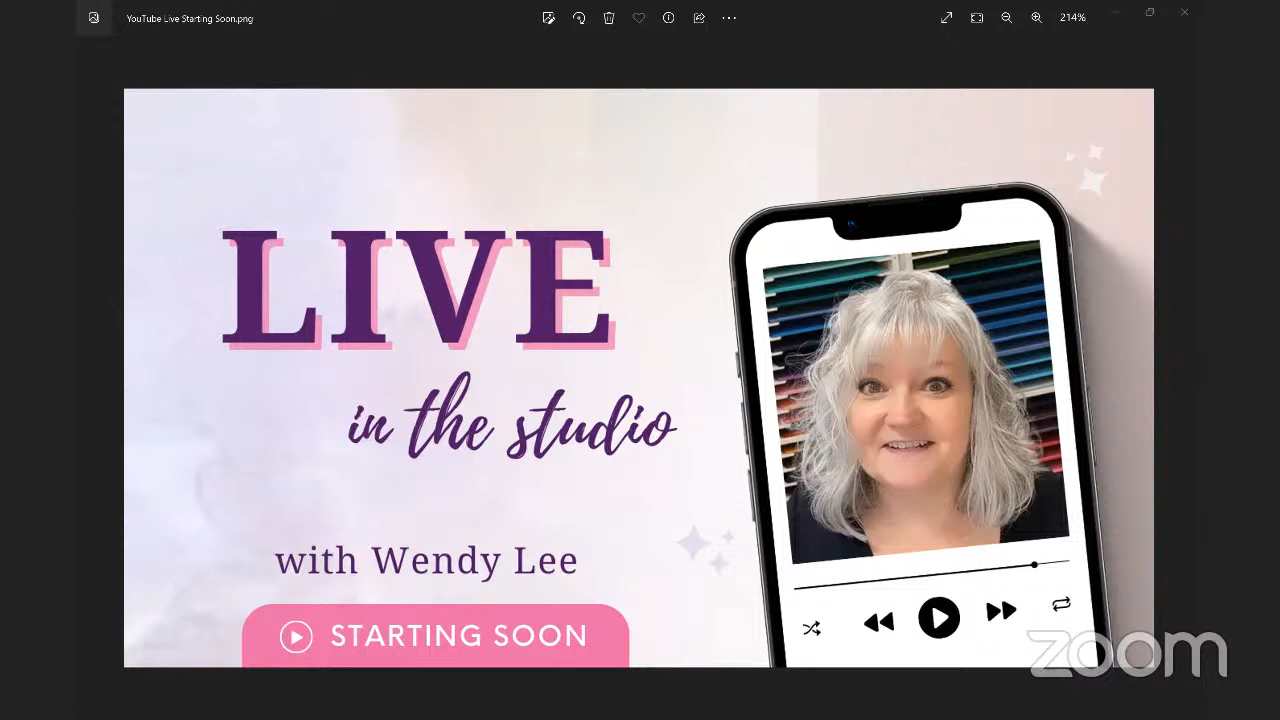 YouTube Live Starting Soon.png
214%
LIVE
in the studio
with Wendy Lee
STARTING SOON
zoom